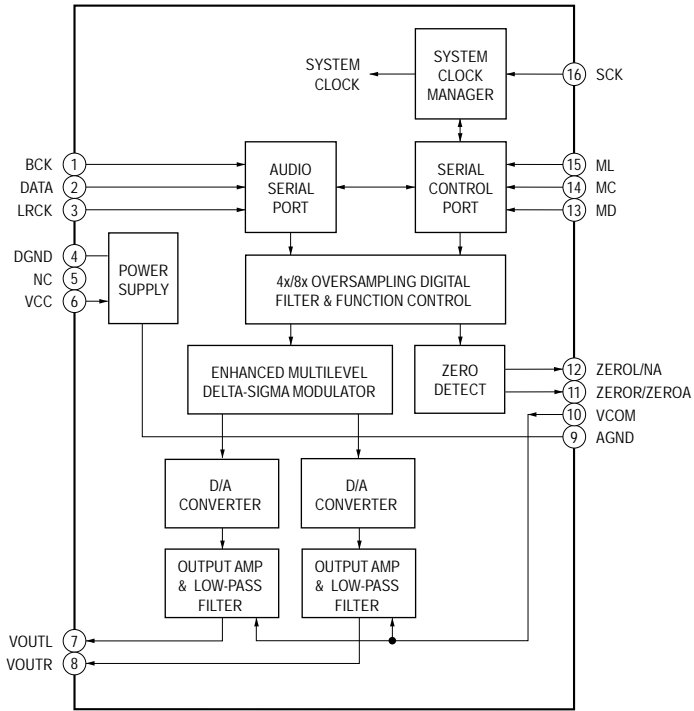 SYSTEM
CLOCK
SYSTEM
CLOCK
MANAGER
16 SCK
BCK 1
DATA 2
LRCK 3
AUDIO
SERIAL
PORT
SERIAL
CONTROL
PORT
15 ML
14 MC
13 MD
DGND 4
NC 5
VCC 6
POWER
SUPPLY
4x/8x OVERSAMPLING DIGITAL
FILTER & FUNCTION CONTROL
ENHANCED MULTILEVEL
DELTA-SIGMA MODULATOR
ZERO
DETECT
12 ZEROL/NA
11 ZEROR/ZEROA
10 VCOM
9 AGND
D/A
CONVERTER
D/A
CONVERTER
OUTPUT AMP
& LOW-PASS
FILTER
OUTPUT AMP
& LOW-PASS
FILTER
VOUTL 7
VOUTR 8